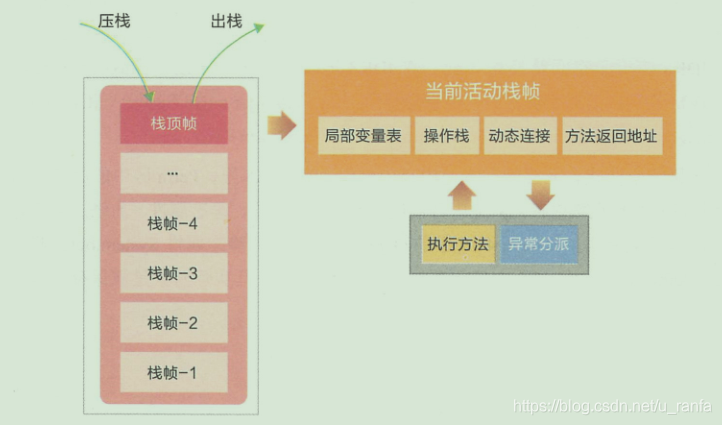 压栈
出栈
栈顶帧
...
栈帧-4
栈帧-3
栈帧-2
栈帧-1
当前活动栈帧
局部变量表
操作栈
动态连接
方法返回地址
执行方法
异常分派
https://blog.csdn.net/u_ranfa